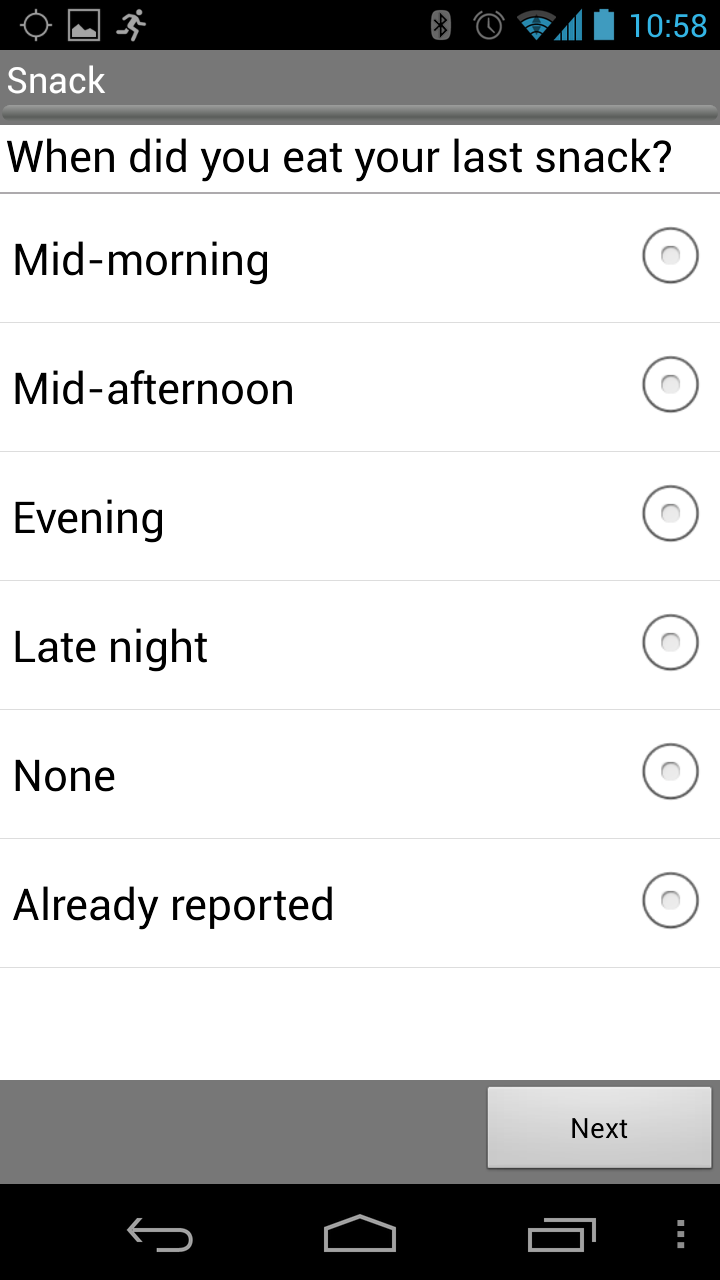 10:58
Snack
When did you eat your last snack?
Mid-morning
Mid-afternoon
Evening
Late night
None
Already reported
Next